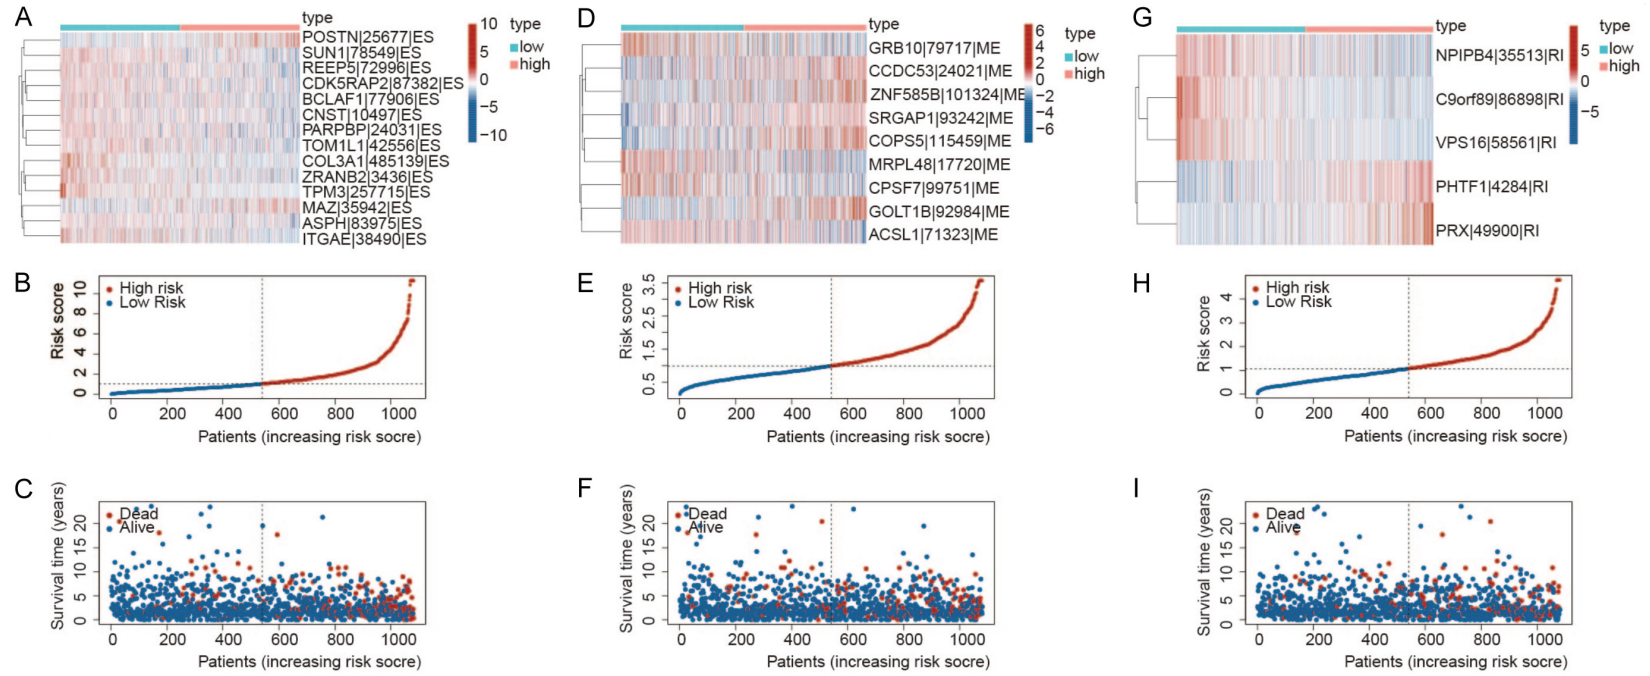 A
type
POSTN|25677|ES
SUN1|78549|ES
REEP5|72996|ES
CDK5RAP2|87382|ES
BCLAF1|77906|ES
CNST|10497|ES
PARPBP|24031|ES
TOM1L1|42556|ES
COL3A1|485139|ES
ZRANB2|3436|ES
TPM3|257715|ES
MAZ|35942|ES
ASPH|83975|ES
ITGAE|38490|ES
10
5
0
−5
−10
type
low
high
D
type
GRB10|79717|ME
CCDC53|24021|ME
ZNF585B|101324|ME
SRGAP1|93242|ME
COPS5|115459|ME
MRPL48|17720|ME
CPSF7|99751|ME
GOLT1B|92984|ME
ACSL1|71323|ME
6
4
2
0
−2
−4
−6
type
low
high
G
type
NPIPB4|35513|RI
C9orf89|86898|RI
VPS16|58561|RI
PHTF1|4284|RI
PRX|49900|RI
5
0
−5
type
low
high
B
High risk
Low Risk
Risk score
10
8
6
4
2
0
0 200 400 600 800 1000
Patients (increasing risk socre)
E
High risk
Low Risk
Risk score
3.5
2.5
1.5
0.5
0 200 400 600 800 1000
Patients (increasing risk socre)
H
High risk
Low Risk
Risk score
4
3
2
1
0
0 200 400 600 800 1000
Patients (increasing risk socre)
C
Dead
Alive
Survival time (years)
20
15
10
5
0
0 200 400 600 800 1000
Patients (increasing risk socre)
F
Dead
Alive
Survival time (years)
20
15
10
5
0
0 200 400 600 800 1000
Patients (increasing risk socre)
I
Dead
Alive
Survival time (years)
20
15
10
5
0
0 200 400 600 800 1000
Patients (increasing risk socre)